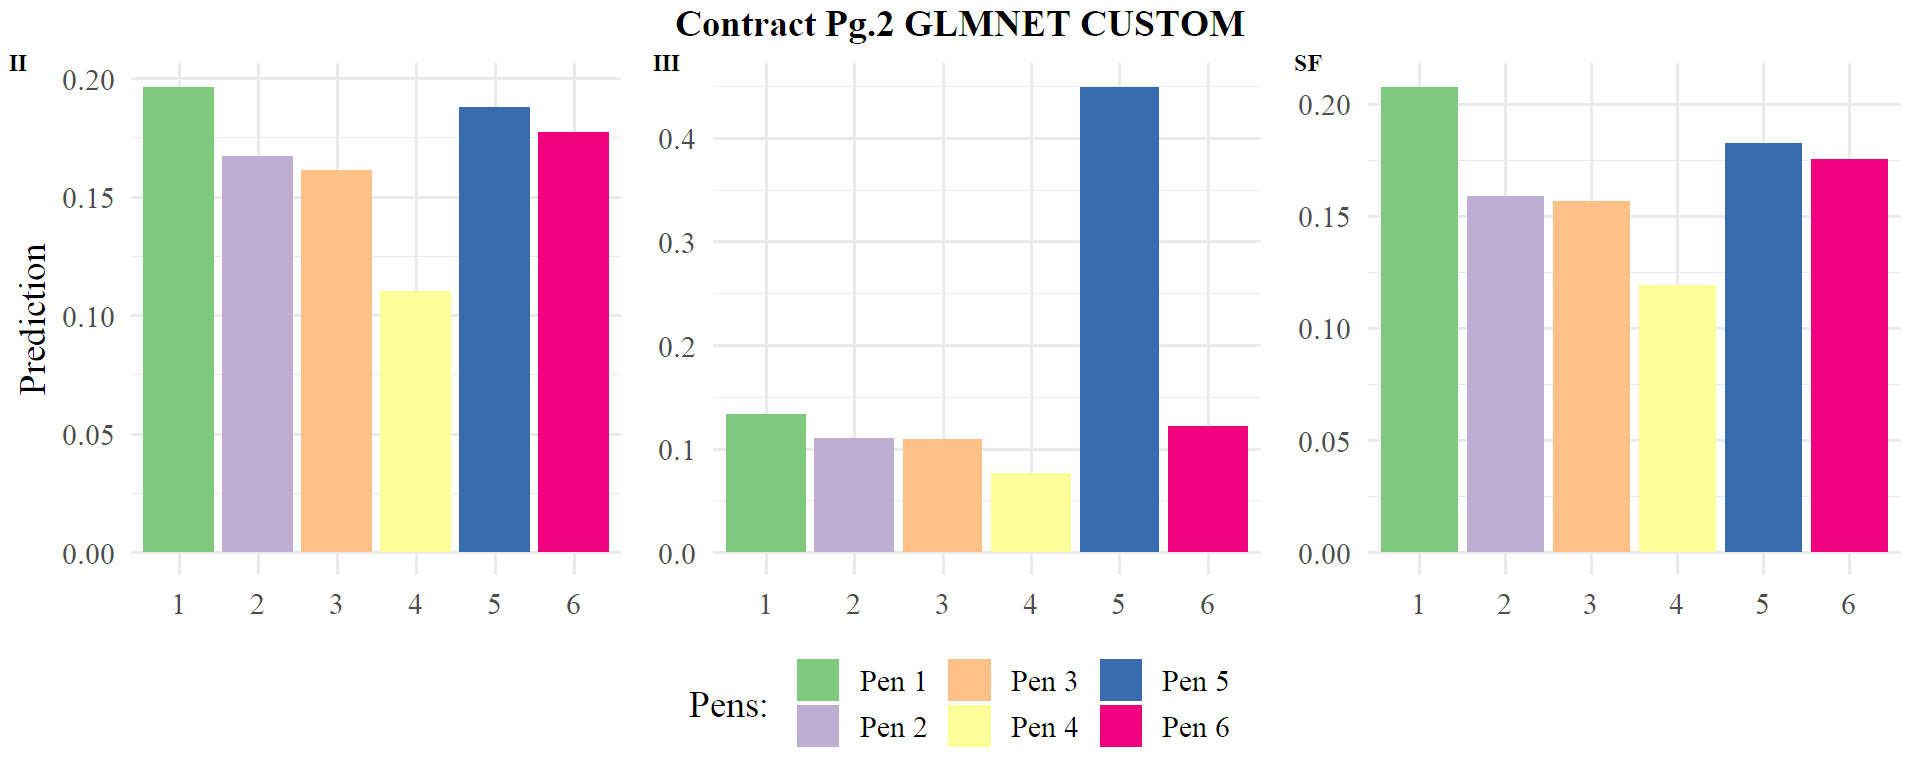 Contract Pg.2 GLMNET CUSTOM
II
Prediction
0.20
0.15
0.10
0.05
0.00
1 2 3 4 5 6
III
0.4
0.3
0.2
0.1
0.0
1 2 3 4 5 6
SF
0.20
0.15
0.10
0.05
0.00
1 2 3 4 5 6
Pens:
Pen 1 Pen 3 Pen 5
Pen 2 Pen 4 Pen 6